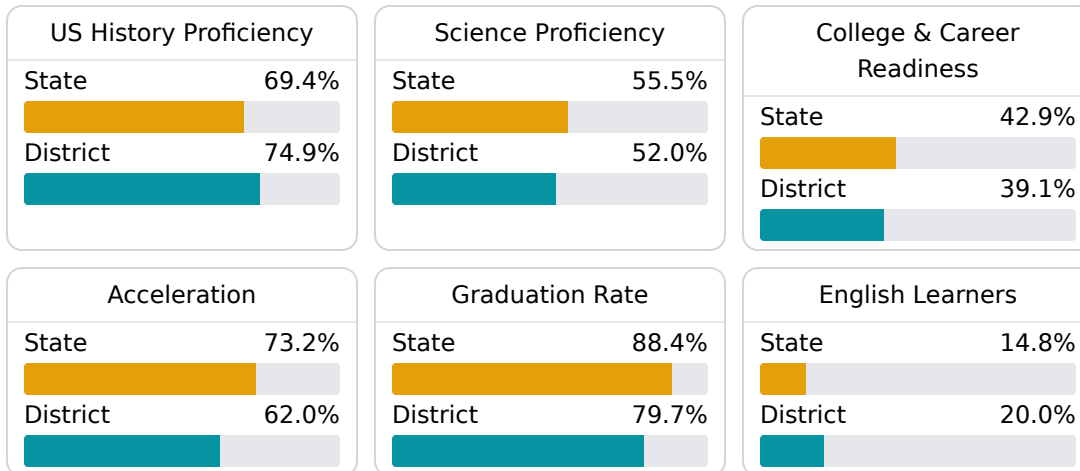 US History Proficiency
State 69.4%
District 74.9%
Science Proficiency
State 55.5%
District 52.0%
College & Career
Readiness
State 42.9%
District 39.1%
Acceleration
State 73.2%
District 62.0%
Graduation Rate
State 88.4%
District 79.7%
English Learners
State 14.8%
District 20.0%